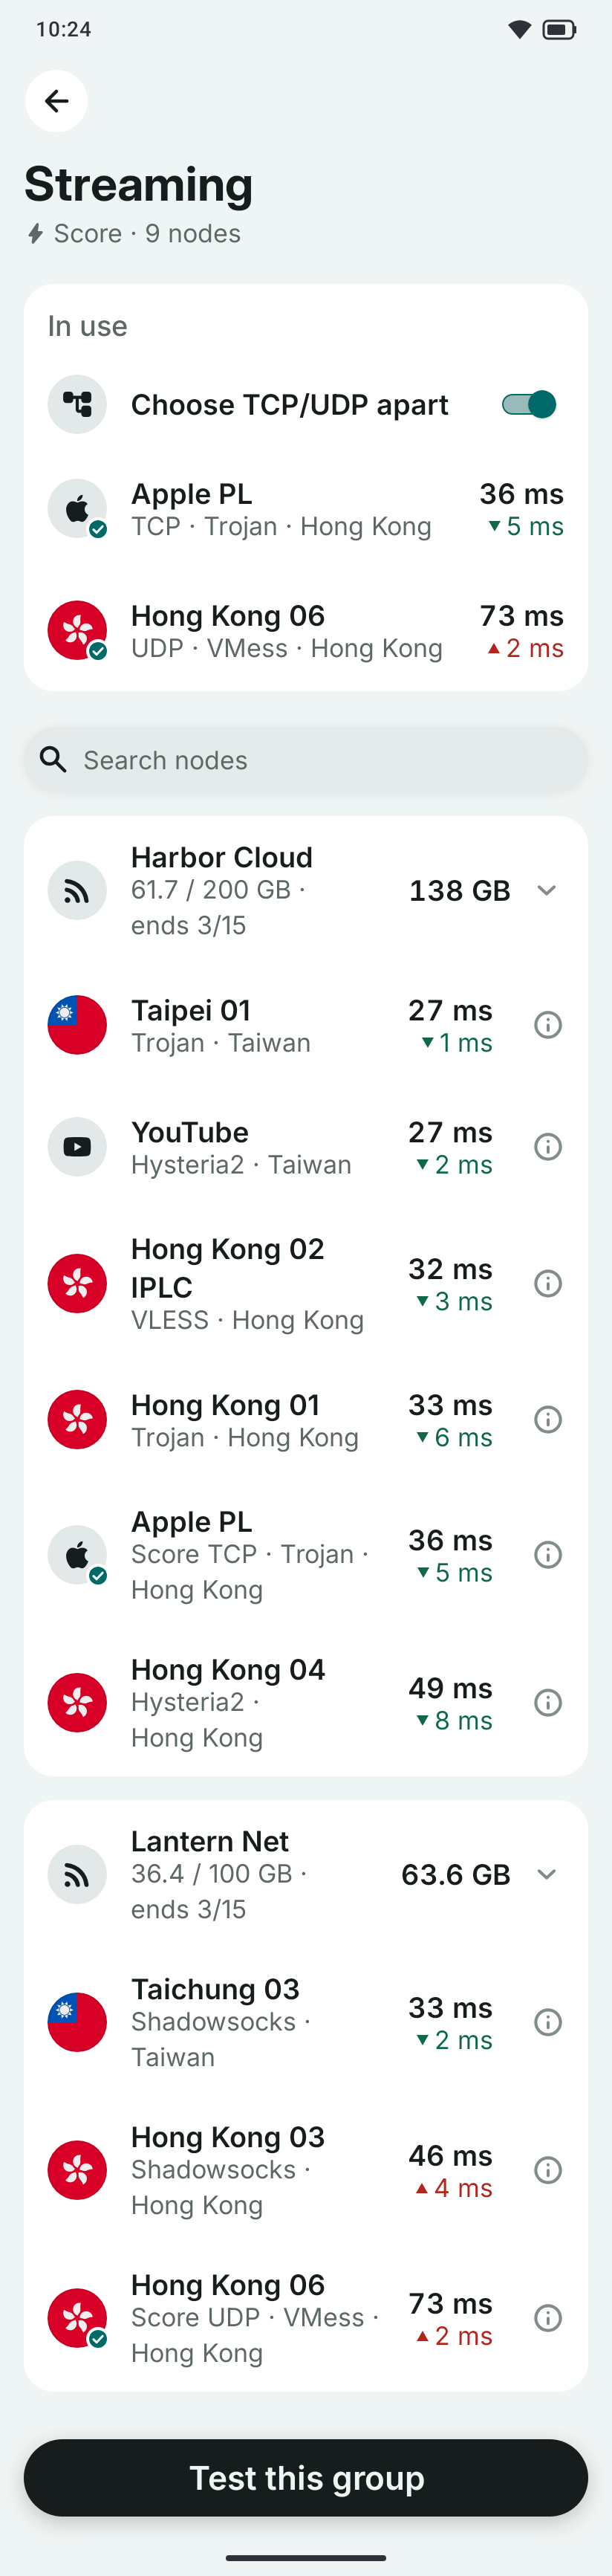 10:24
Streaming
Score · 9 nodes
In use
Choose TCP/UDP apart
Apple PL
36 ms
TCP · Trojan · Hong Kong
▼ 5 ms
Hong Kong 06
73 ms
UDP · VMess · Hong Kong
▲ 2 ms
Search nodes
Harbor Cloud
61.7 / 200 GB ·
ends 3/15
138 GB
Taipei 01
27 ms
Trojan · Taiwan
▼ 1 ms
YouTube
27 ms
Hysteria2 · Taiwan
▼ 2 ms
Hong Kong 02
IPLC
32 ms
VLESS · Hong Kong
▼ 3 ms
Hong Kong 01
33 ms
Trojan · Hong Kong
▼ 6 ms
Apple PL
36 ms
Score TCP · Trojan ·
Hong Kong
▼ 5 ms
Hong Kong 04
49 ms
Hysteria2 ·
Hong Kong
▼ 8 ms
Lantern Net
36.4 / 100 GB ·
ends 3/15
63.6 GB
Taichung 03
33 ms
Shadowsocks ·
Taiwan
▼ 2 ms
Hong Kong 03
46 ms
Shadowsocks ·
Hong Kong
▲ 4 ms
Hong Kong 06
73 ms
Score UDP · VMess ·
Hong Kong
▲ 2 ms
Test this group